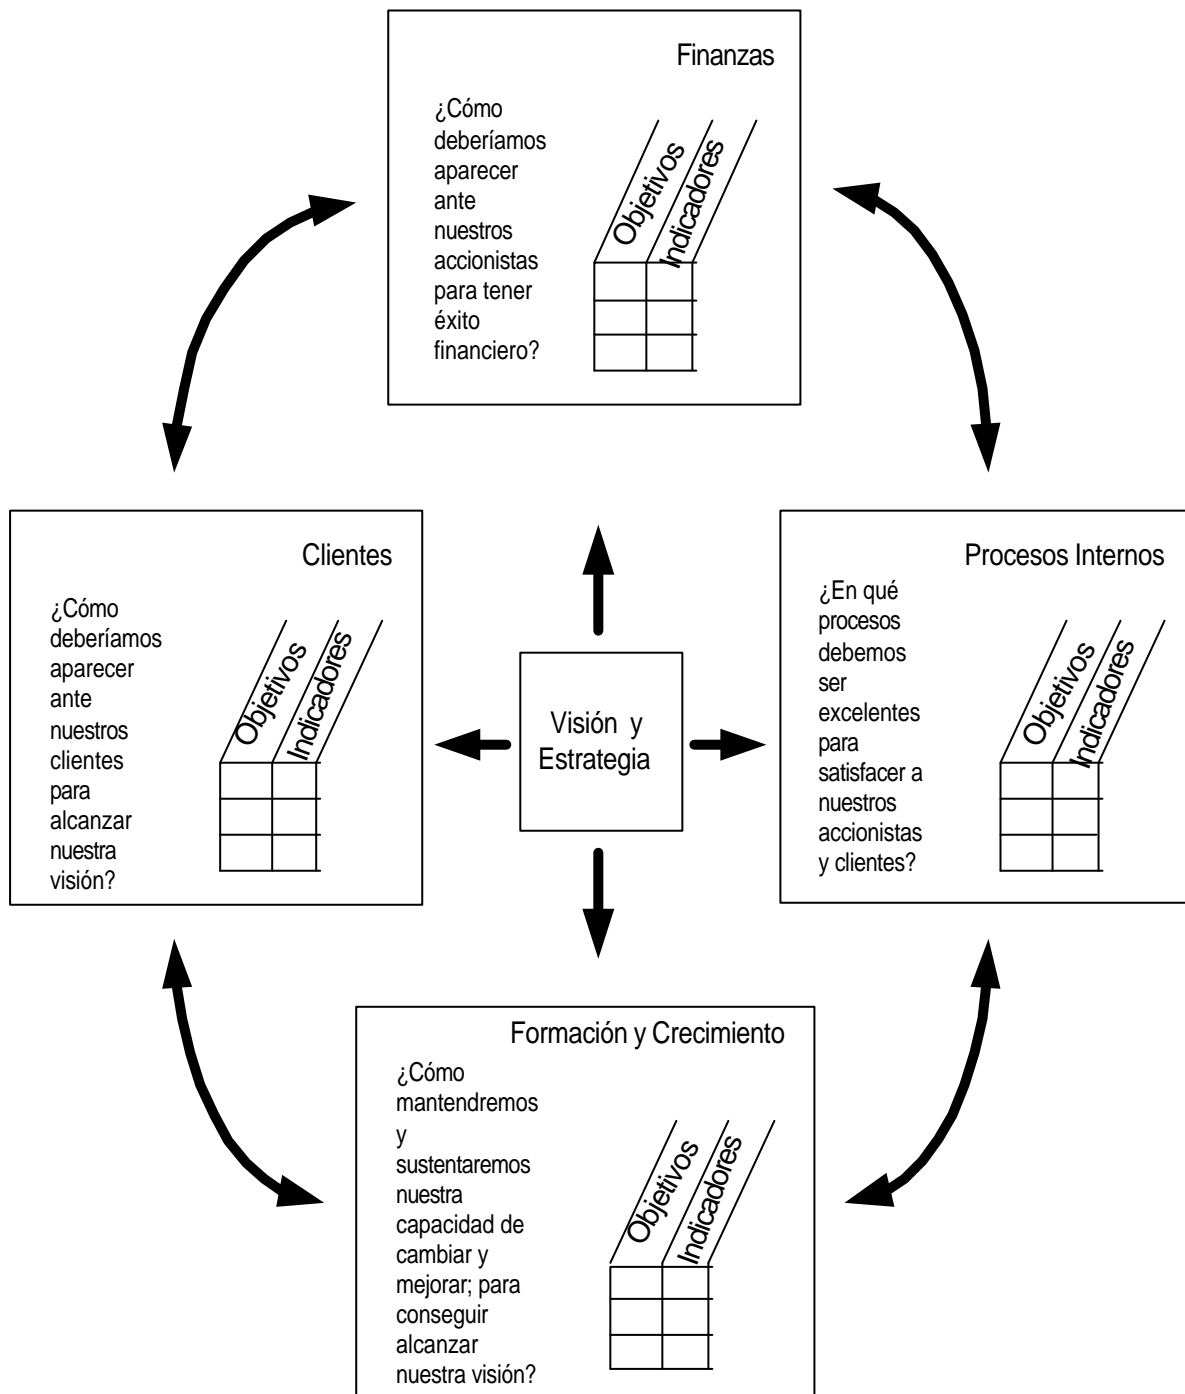 Finanzas
¿Cómo
deberíamos
aparecer
ante
nuestros
accionistas
para tener
éxito
financiero?
Objetivos
Indicadores
Clientes
¿Cómo
deberíamos
aparecer
ante
nuestros
clientes
para
alcanzar
nuestra
visión?
Objetivos
Indicadores
Visión y
Estrategia
Procesos Internos
¿En qué
procesos
debemos
ser
excelentes
para
satisfacer a
nuestros
accionistas
y clientes?
Objetivos
Indicadores
Formación y Crecimiento
¿Cómo
mantendremos
y
sustentaremos
nuestra
capacidad de
cambiar y
mejorar; para
conseguir
alcanzar
nuestra visión?
Objetivos
Indicadores